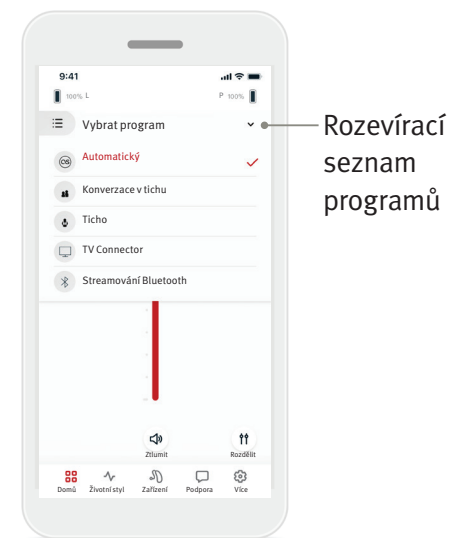 9:41
100% L
P 100%
Vybrat program
Rozevírací
seznam
programů
Automatický
Konverzace v tichu
Ticho
TV Connector
Streamování Bluetooth
Ztlumit
Rozdělit
Domů
Životní styl
Zařízení
Podpora
Více